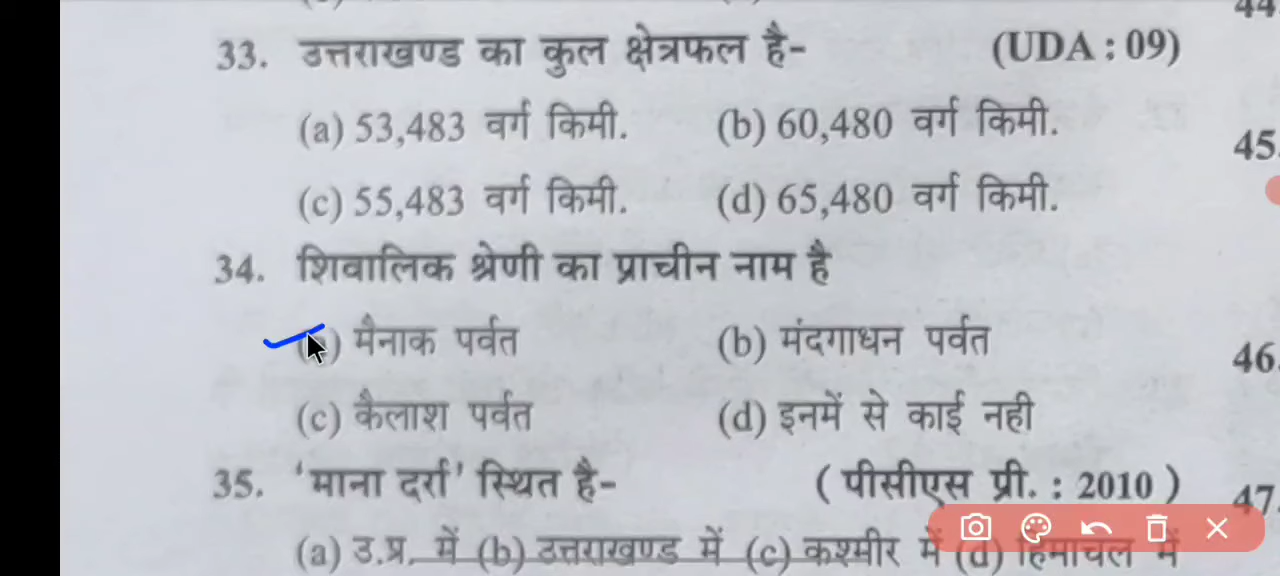 44.
33. उत्तराखण्ड का कुल क्षेत्रफल है- (UDA : 09)
(a) 53,483 वर्ग किमी. (b) 60,480 वर्ग किमी.
45.
(c) 55,483 वर्ग किमी. (d) 65,480 वर्ग किमी.
34. शिवालिक श्रेणी का प्राचीन नाम है
) मैनाक पर्वत (b) मंदगाधन पर्वत
46.
(c) कैलाश पर्वत (d) इनमें से काई नही
35. ‘माना दर्रा’ स्थित है- ( पीसीएस प्री. : 2010 )
47.
(a) उ.प्र. में (b) उत्तराखण्ड में (c) कश्मीर में (d) हिमाचल में